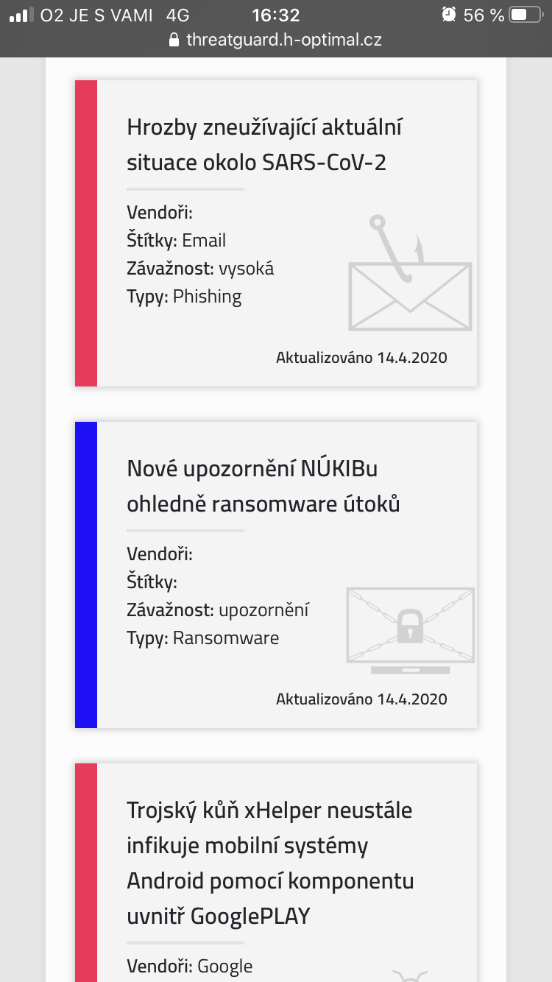 O2 JE S VAMI 4G 16:32 56 %
threatguard.h-optimal.cz
Hrozby zneužívající aktuální
situace okolo SARS-CoV-2
Vendoři:
Štítky: Email
Závažnost: vysoká
Typy: Phishing
Aktualizováno 14.4.2020
Nové upozornění NÚKIBu
ohledně ransomware útoků
Vendoři:
Štítky:
Závažnost: upozornění
Typy: Ransomware
Aktualizováno 14.4.2020
Trojský kůň xHelper neustále
infikuje mobilní systémy
Android pomocí komponentu
uvnitř GooglePLAY
Vendoři: Google